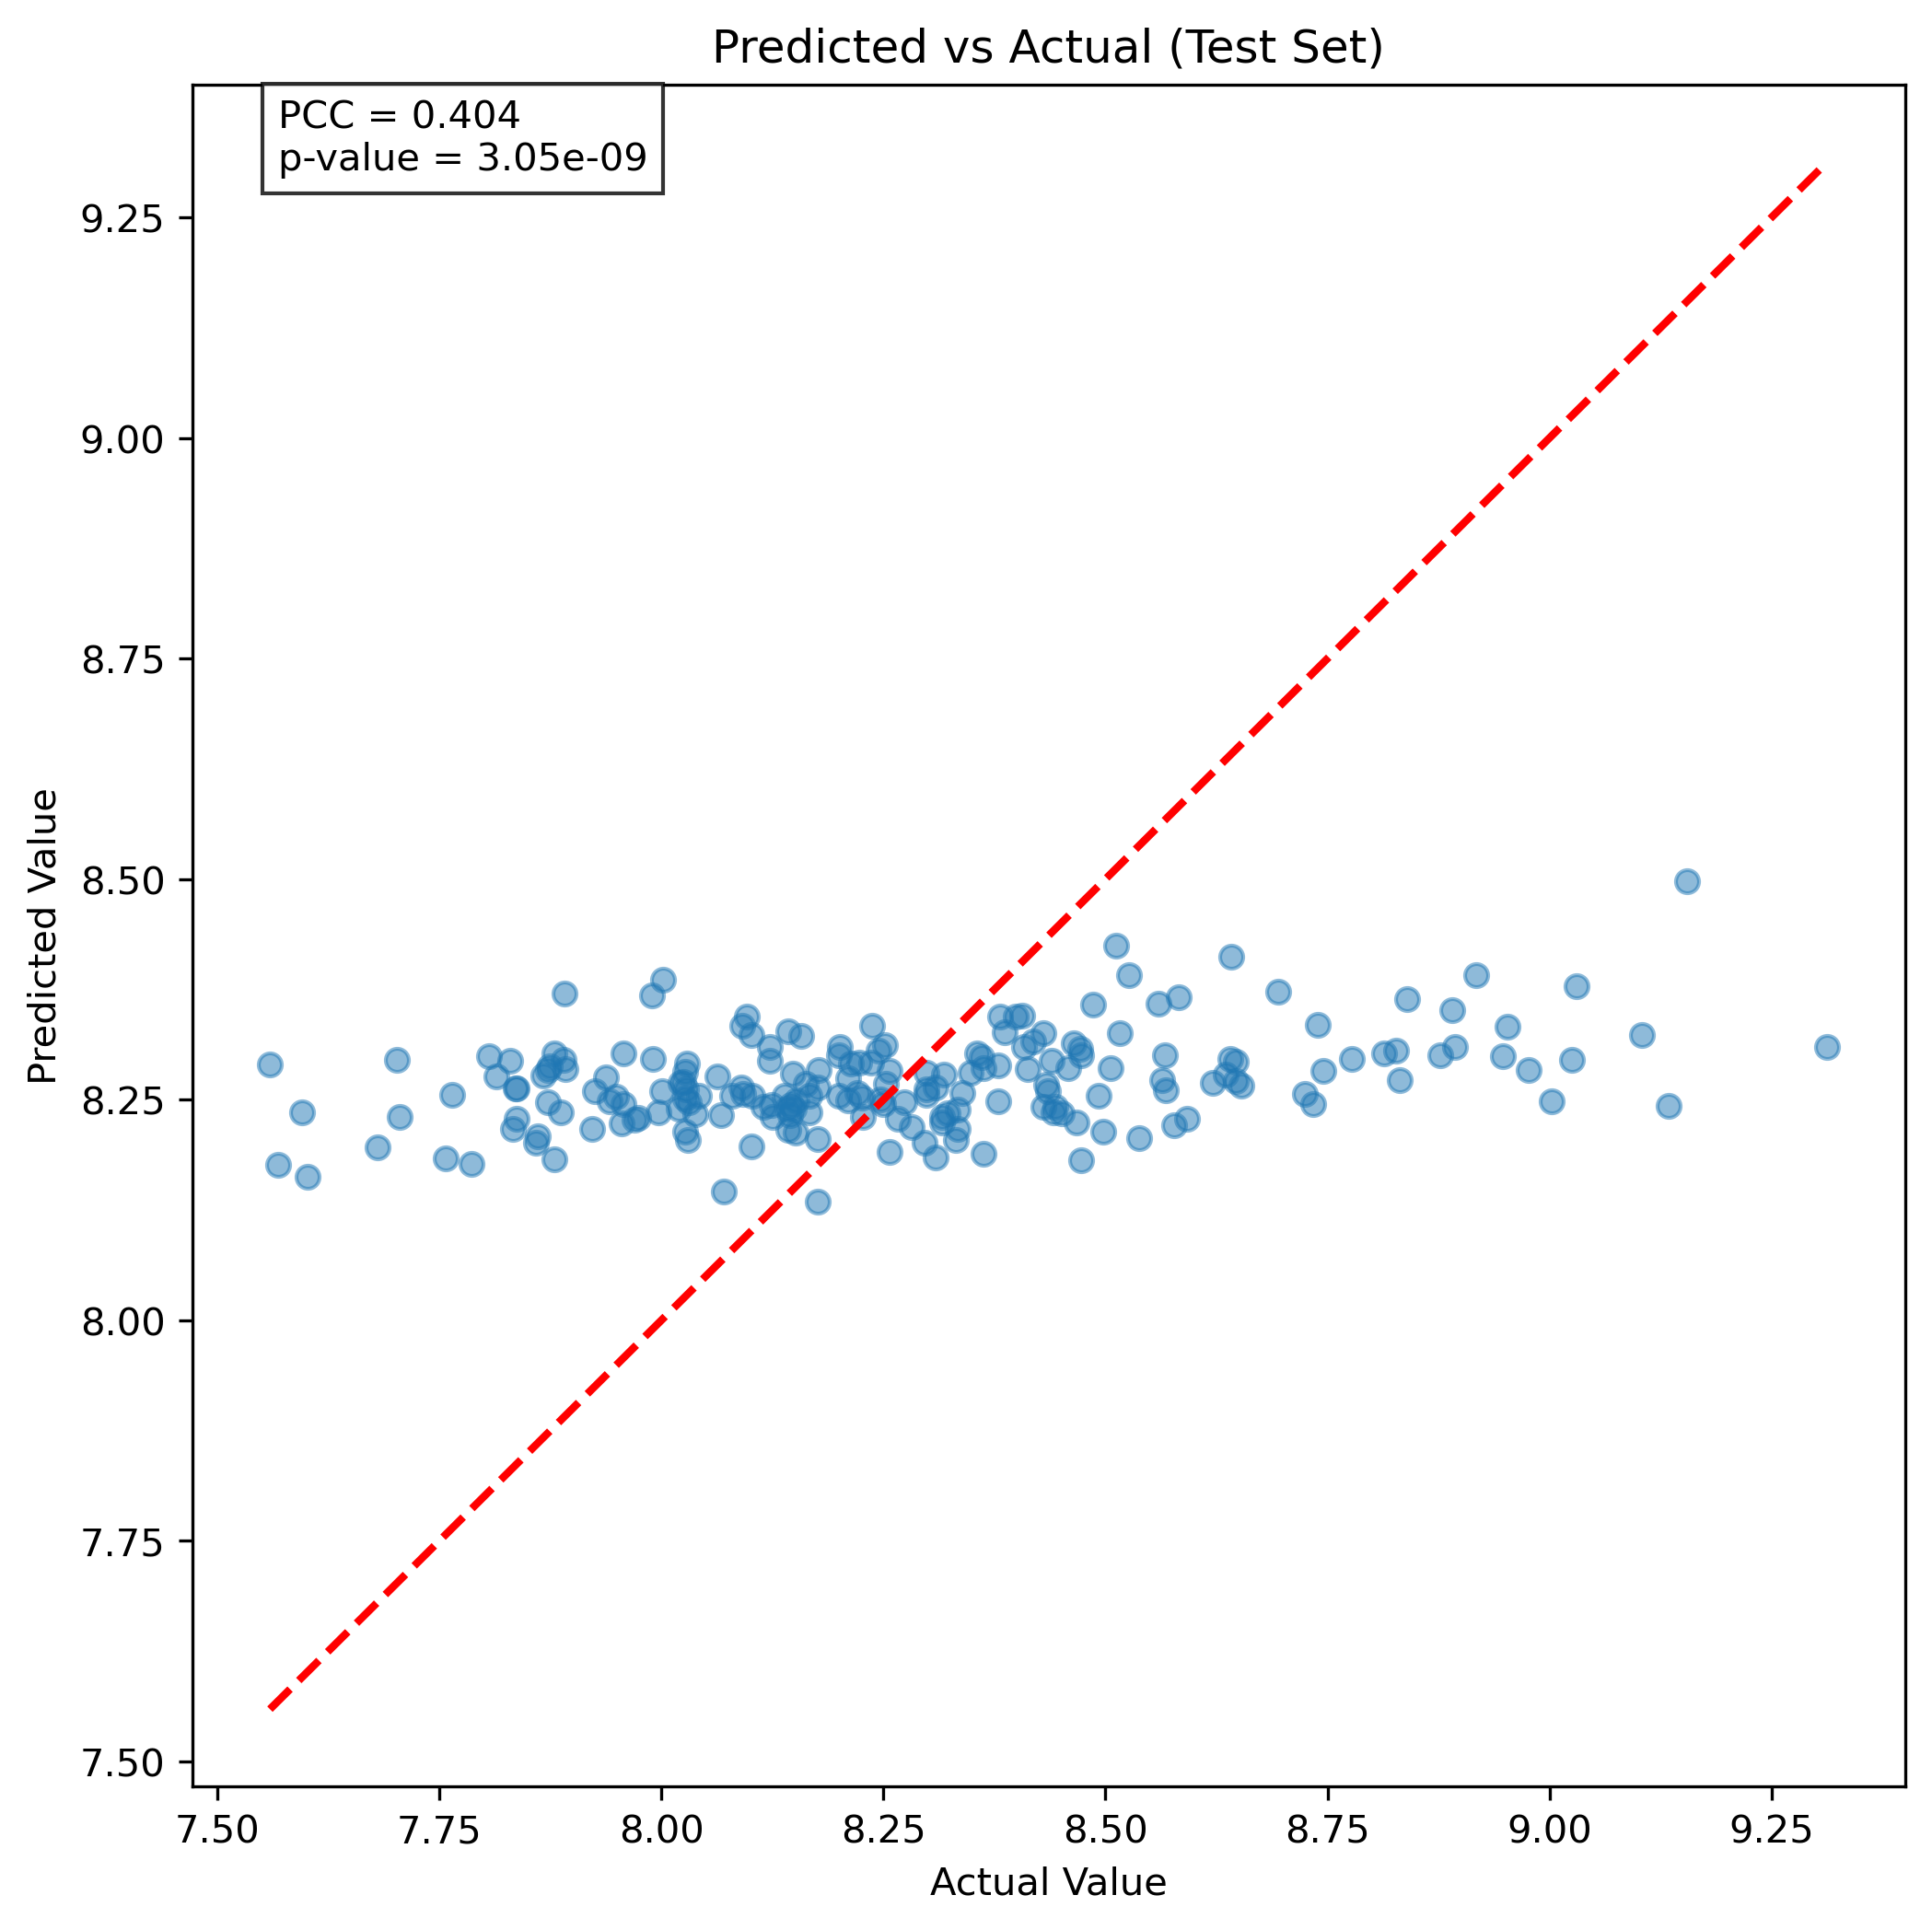 Predicted vs Actual (Test Set)
PCC = 0.404
p-value = 3.05e-09
9.25
9.00
8.75
8.50
8.25
8.00
7.75
7.50
Predicted Value
7.50 7.75 8.00 8.25 8.50 8.75 9.00 9.25
Actual Value